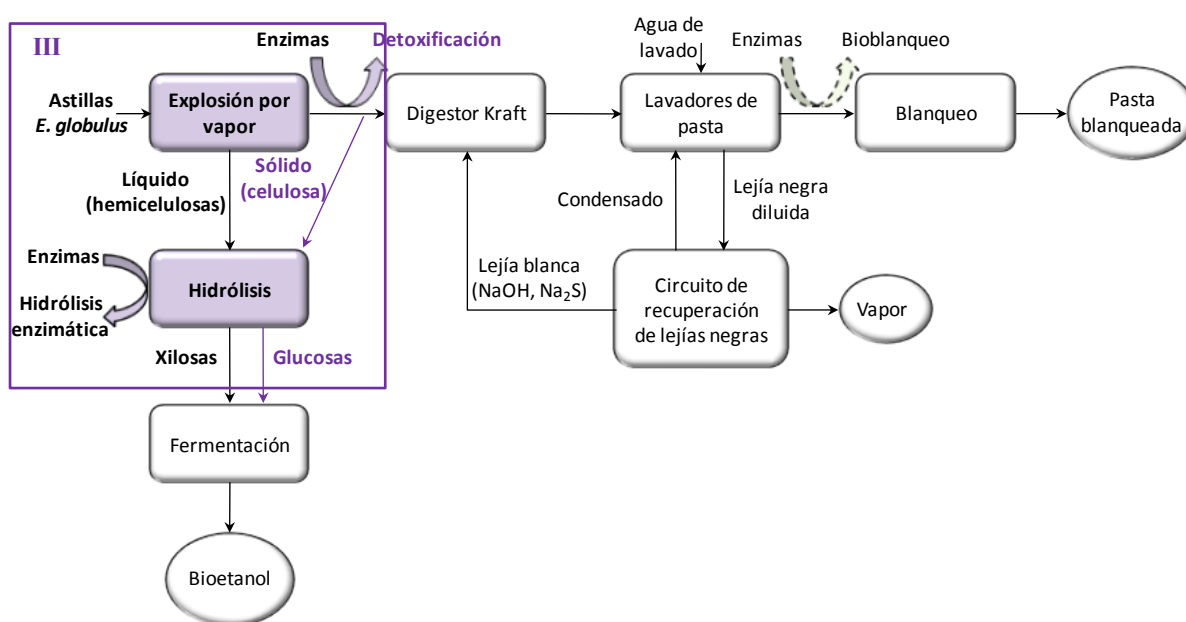 III
Enzimas
Detoxificación
Agua de
lavado
Enzimas
Bioblanqueo
Astillas
E. globulus
Explosión por
vapor
Digestor Kraft
Lavadores de
pasta
Blanqueo
Pasta
blanqueada
Líquido
(hemicelulosas)
Sólido
(celulosa)
Condensado
Lejía negra
diluida
Enzimas
Hidrólisis
enzimática
Hidrólisis
Lejía blanca
(NaOH, Na₂S)
Circuito de
recuperación
de lejías negras
Vapor
Xilosas
Glucosas
Fermentación
Bioetanol